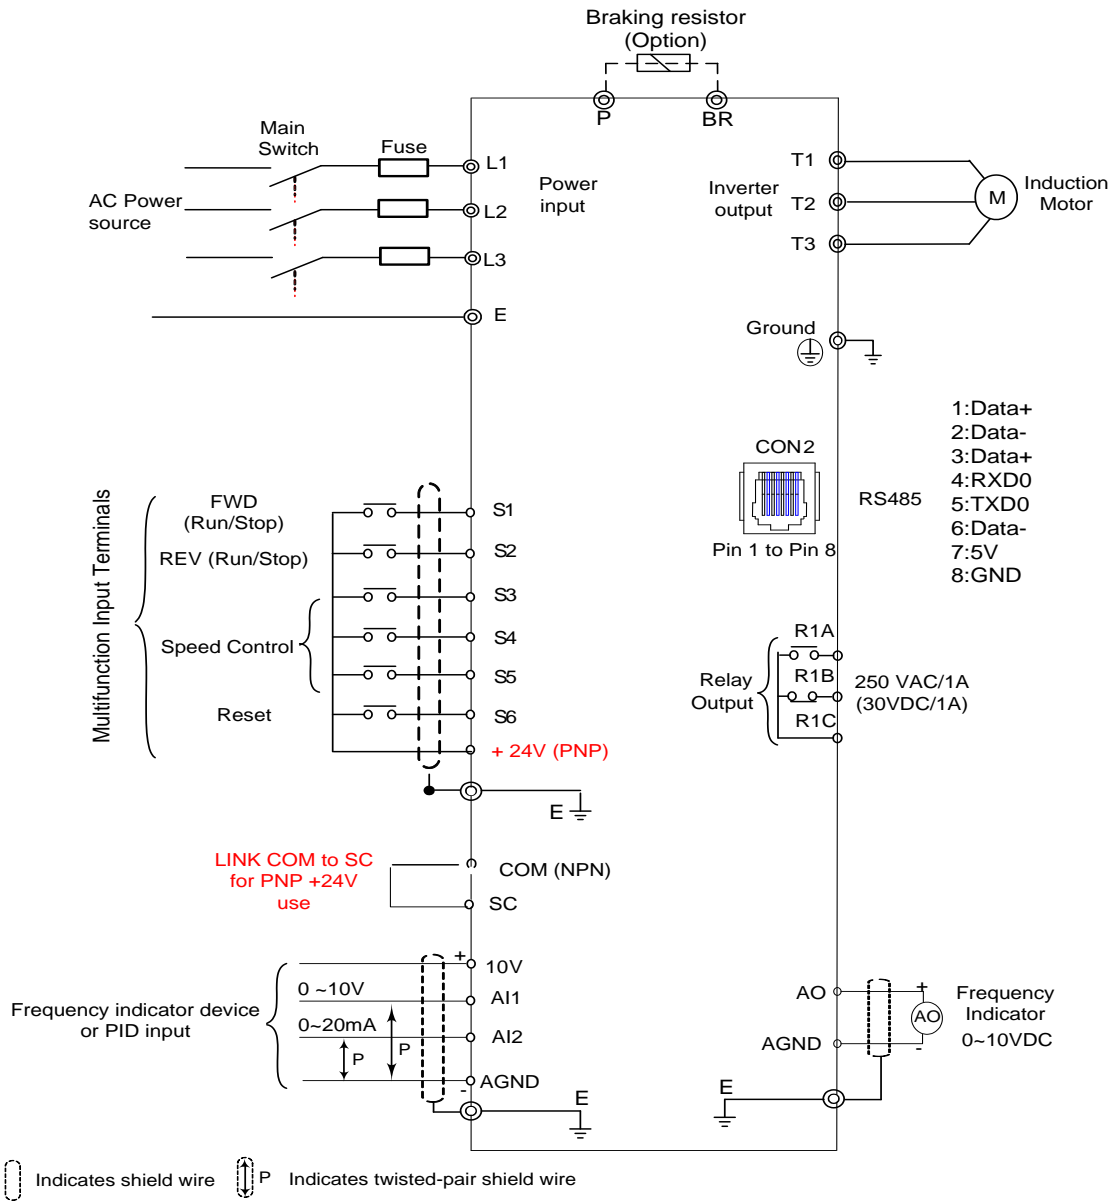 Braking resistor
(Option)
P
BR
Main
Switch
Fuse
L1
AC Power
source
L2
L3
E
Power
input
T1
Inverter
output
T2
T3
M
Induction
Motor
Ground
CON2
RS485
Pin 1 to Pin 8
1:Data+
2:Data-
3:Data+
4:RXD0
5:TXD0
6:Data-
7:5V
8:GND
Multifunction Input Terminals
FWD
(Run/Stop)
S1
REV (Run/Stop)
S2
S3
Speed Control
S4
S5
Reset
S6
+ 24V (PNP)
E
Relay
Output
R1A
R1B
R1C
250 VAC/1A
(30VDC/1A)
LINK COM to SC
for PNP +24V
use
COM (NPN)
SC
Frequency indicator device
or PID input
+
10V
0 ~10V
AI1
0~20mA
AI2
P
P
AGND
-
E
AO
AGND
+
AO
-
Frequency
Indicator
0~10VDC
E
Indicates shield wire
P
Indicates twisted-pair shield wire